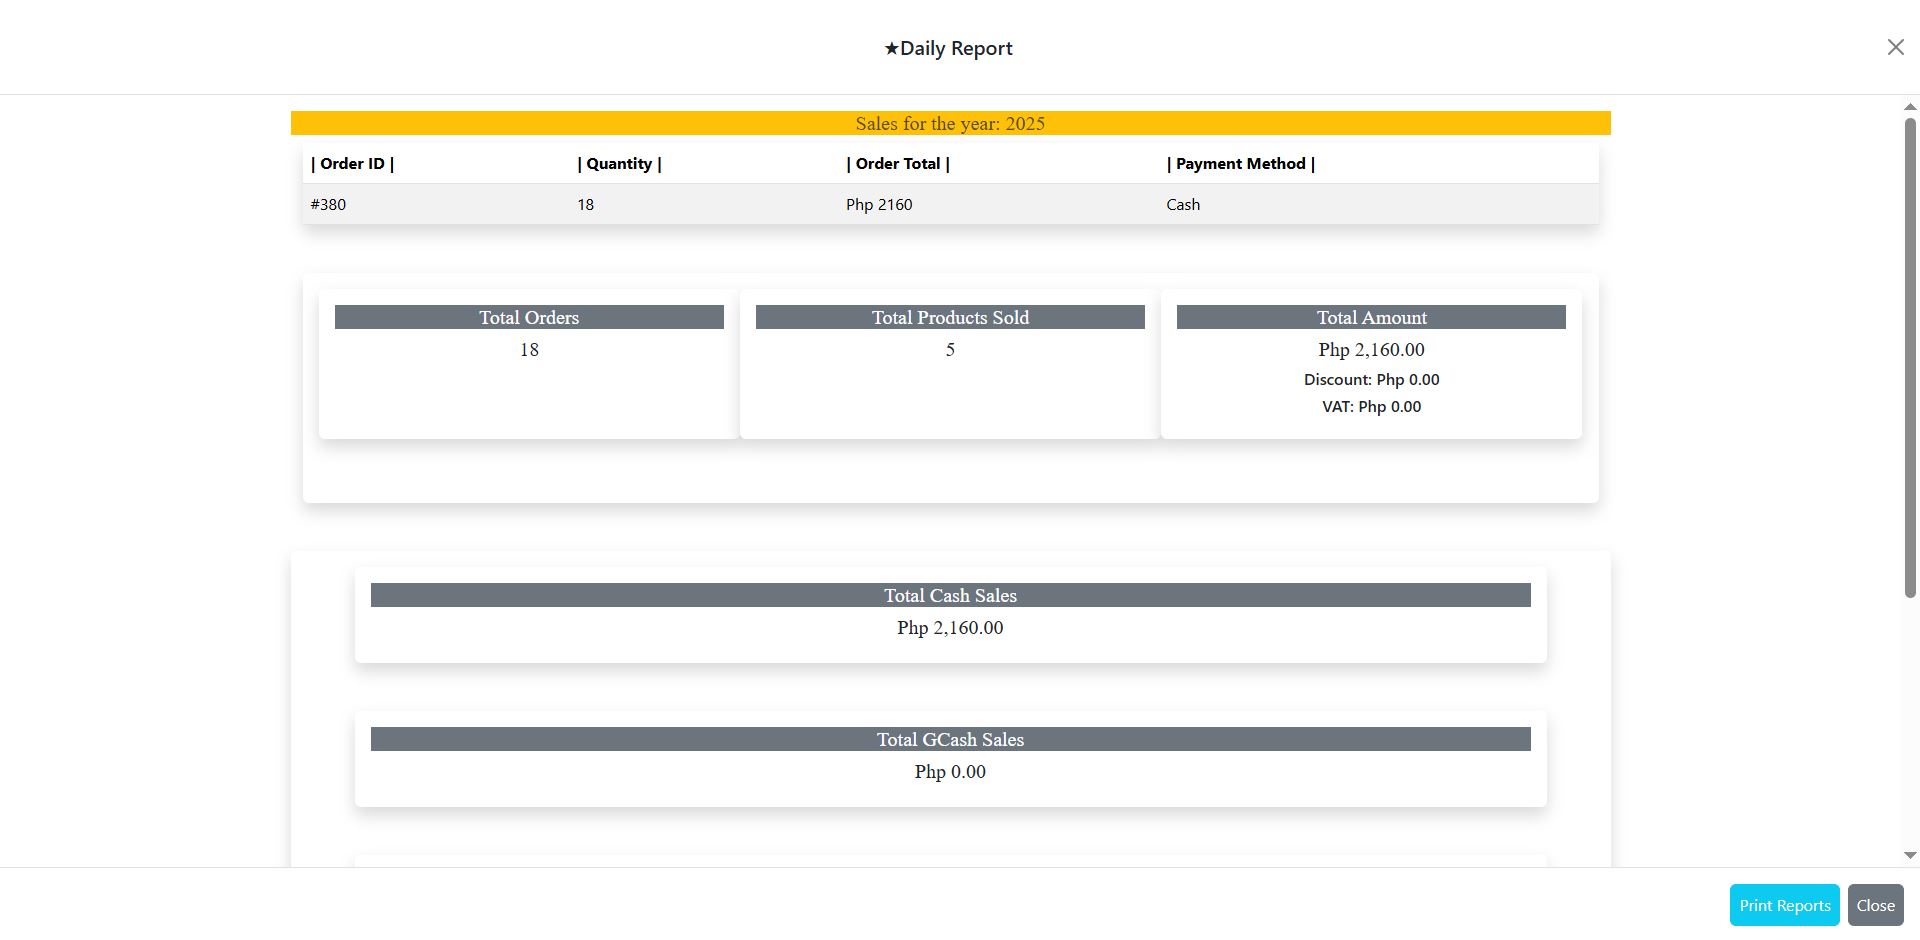 ★Daily Report
Sales for the year: 2025
| Order ID | | Quantity | | Order Total | | Payment Method |
#380 18 Php 2160 Cash
Total Orders Total Products Sold Total Amount
18 5 Php 2,160.00
Discount: Php 0.00
VAT: Php 0.00
Total Cash Sales
Php 2,160.00
Total GCash Sales
Php 0.00
Print Reports Close